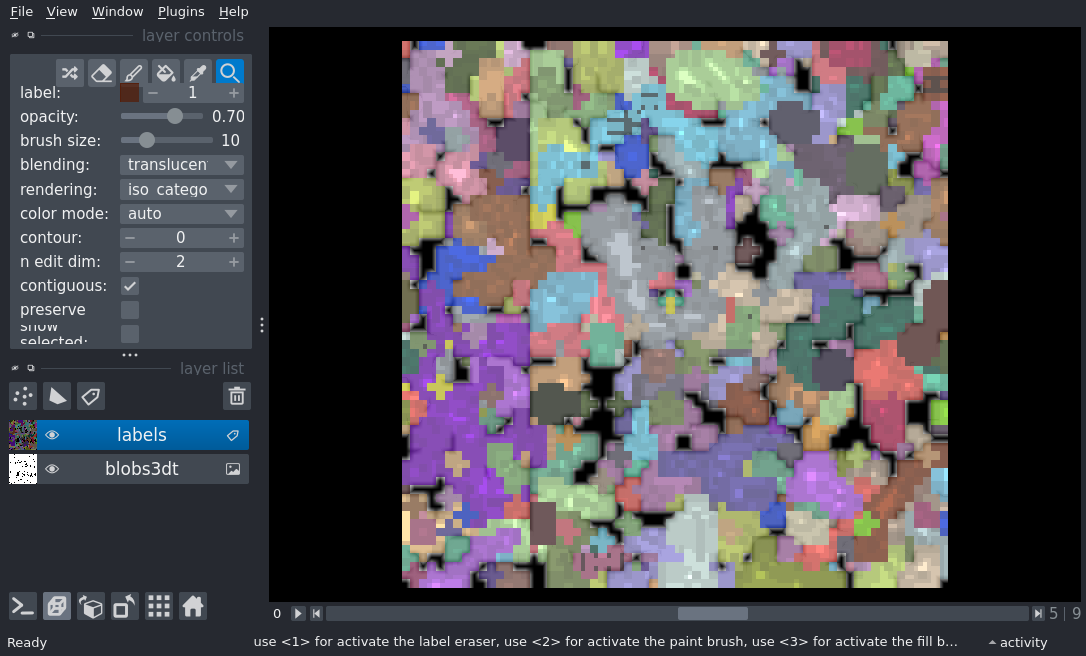 File View Window Plugins Help
layer controls
label: 1
opacity: 0.70
brush size: 10
blending: translucen
rendering: iso catego
color mode: auto
contour: 0
n edit dim: 2
contiguous:
preserve
show
selected:
layer list
labels
blobs3dt
0 5 | 9
Ready use <1> for activate the label eraser, use <2> for activate the paint brush, use <3> for activate the fill b... activity